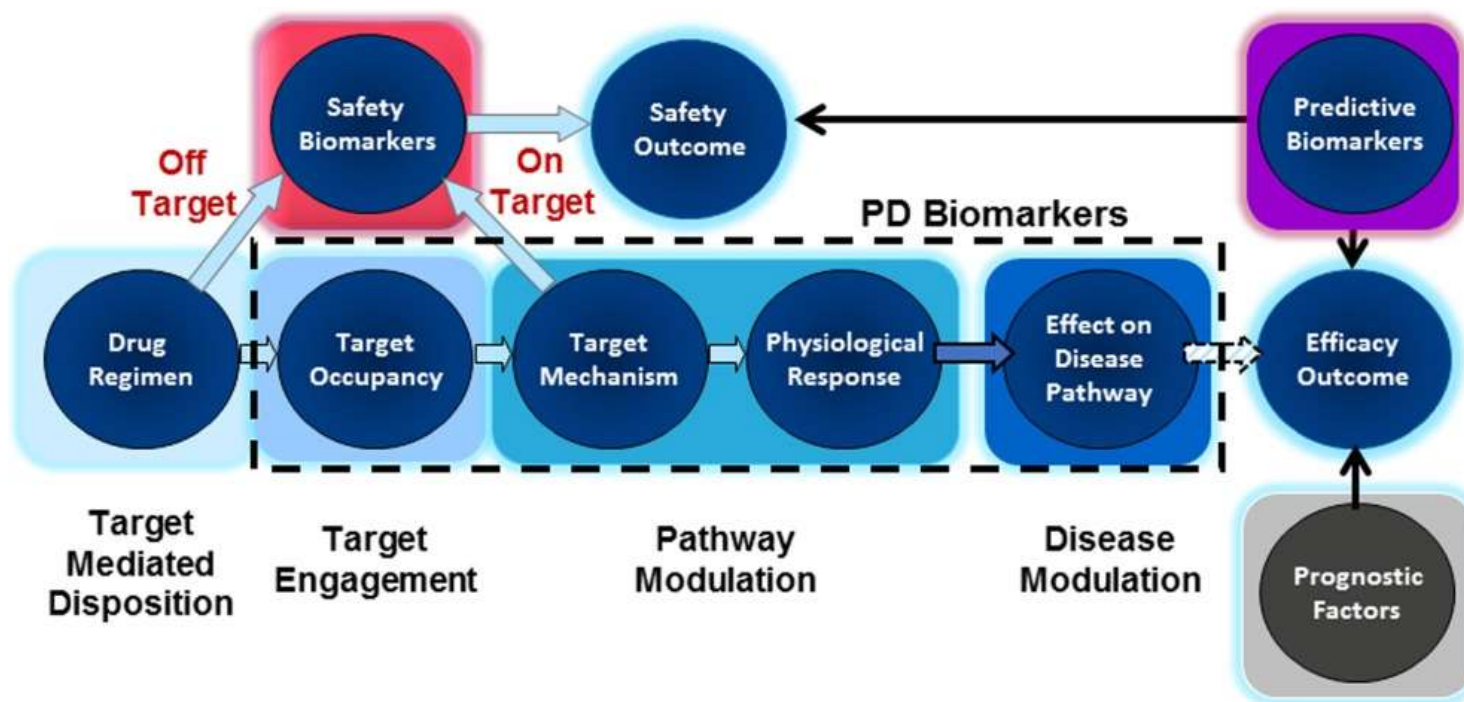 Safety
Biomarkers
Safety
Outcome
Predictive
Biomarkers
Off
Target
On
Target
PD Biomarkers
Drug
Regimen
Target
Occupancy
Target
Mechanism
Physiological
Response
Effect on
Disease
Pathway
Efficacy
Outcome
Target
Mediated
Disposition
Target
Engagement
Pathway
Modulation
Disease
Modulation
Prognostic
Factors